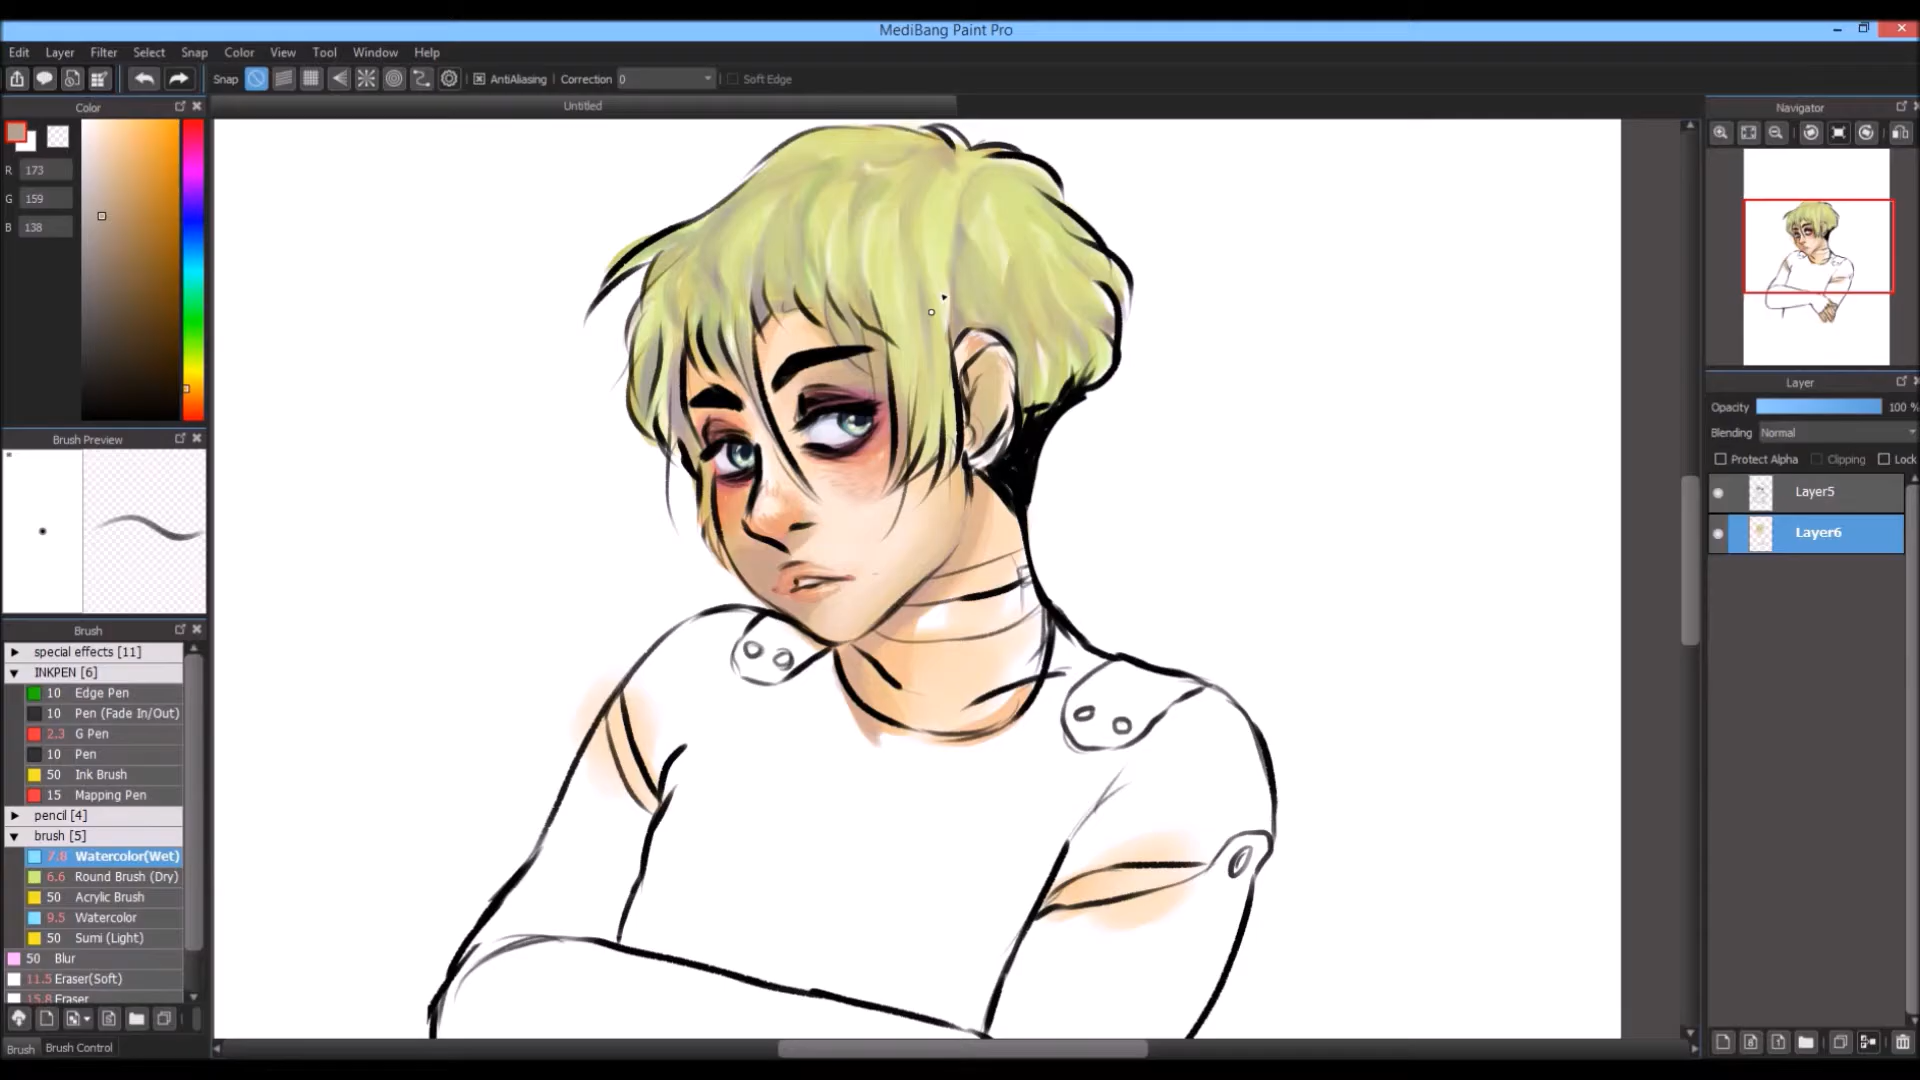 MediBang Paint Pro
Edit Layer Filter Select Snap Color View Tool Window Help
Snap AntiAliasing Correction 0 Soft Edge
Color
Untitled
Navigator
R 173
G 159
B 138
Layer
Opacity 100 %
Blending Normal
Protect Alpha Clipping Lock
Layer5
Layer6
Brush Preview
Brush
special effects [11]
INKPEN [6]
10 Edge Pen
10 Pen (Fade In/Out)
2.3 G Pen
10 Pen
50 Ink Brush
15 Mapping Pen
pencil [4]
brush [5]
7.8 Watercolor(Wet)
6.6 Round Brush (Dry)
50 Acrylic Brush
9.5 Watercolor
50 Sumi (Light)
50 Blur
11.5 Eraser(Soft)
15.8 Eraser
Brush Brush Control